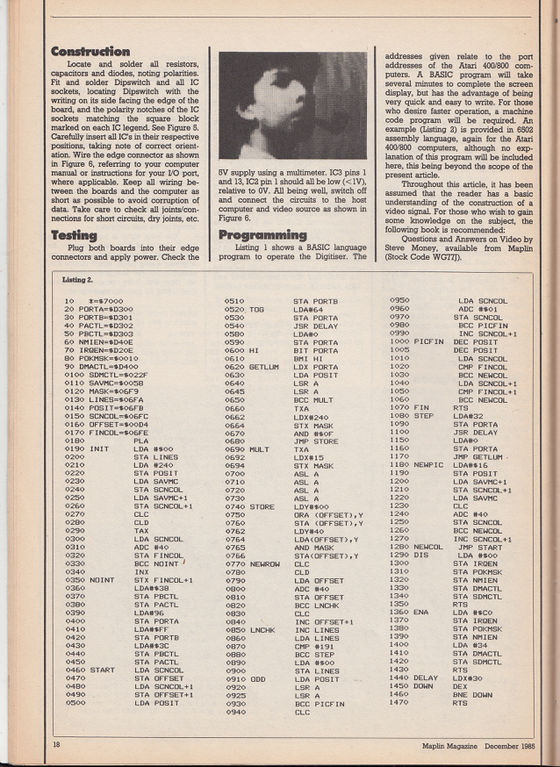 Construction
Locate and solder all resistors,
capacitors and diodes, noting polarities.
Fit and solder Dipswitch and all IC
sockets, locating Dipswitch with the
writing on its side facing the edge of the
board, and the polarity notches of the IC
sockets matching the square block
marked on each IC legend. See Figure 5.
Carefully insert all IC's in their respective
positions, taking note of correct orient-
ation. Wire the edge connector as shown
in Figure 6, referring to your computer
manual or instructions for your I/O port,
where applicable. Keep all wiring be-
tween the boards and the computer as
short as possible to avoid corruption of
data. Take care to check all joints/con-
nections for short circuits, dry joints, etc.
Testing
Plug both boards into their edge
connectors and apply power. Check the
5V supply using a multimeter. IC3 pins 1
and 13, IC2 pin 1 should all be low (<1V),
relative to 0V. All being well, switch off
and connect the circuits to the host
computer and video source as shown in
Figure 6.
Programming
Listing 1 shows a BASIC language
program to operate the Digitiser. The
addresses given relate to the port
addresses of the Atari 400/800 com-
puters. A BASIC program will take
several minutes to complete the screen
display, but has the advantage of being
very quick and easy to write. For those
who desire faster operation, a machine
code program will be required. An
example (Listing 2) is provided in 6502
assembly language, again for the Atari
400/800 computers, although no exp-
lanation of this program will be included
here, this being beyond the scope of the
present article.
Throughout this article, it has been
assumed that the reader has a basic
understanding of the construction of a
video signal. For those who wish to gain
some knowledge on the subject, the
following book is recommended:
Questions and Answers on Video by
Steve Money, available from Maplin
(Stock Code WG77J).
Listing 2.
10 *=$7000
20 PORTA=$D300
30 PORTB=$D301
40 PACTL=$D302
50 PBCTL=$D303
60 NMIEN=$D40E
70 IRQEN=$D20E
80 POKMSK=$0010
90 DMACTL=$D400
0100 SDMCTL=$022F
0110 SAVMC=$0058
0120 MASK=$06F9
0130 LINES=$06FA
0140 POSIT=$06FB
0150 SCNCOL=$06FC
0160 OFFSET=$00D4
0170 FINCOL=$06FE
0180 PLA
0190 INIT LDA #$00
0200 STA LINES
0210 LDA #240
0220 STA POSIT
0230 LDA SAVMC
0240 STA SCNCOL
0250 LDA SAVMC+1
0260 STA SCNCOL+1
0270 CLC
0280 CLD
0290 TAX
0300 LDA SCNCOL
0310 ADC #40
0320 STA FINCOL
0330 BCC NOINT
0340 INX
0350 NOINT STX FINCOL+1
0360 LDA#$38
0370 STA PBCTL
0380 STA PACTL
0390 LDA#96
0400 STA PORTA
0410 LDA#$FF
0420 STA PORTB
0430 LDA#$3C
0440 STA PBCTL
0450 STA PACTL
0460 START LDA SCNCOL
0470 STA OFFSET
0480 LDA SCNCOL+1
0490 STA OFFSET+1
0500 LDA POSIT
0510 STA PORTB
0520 TOG LDA#64
0530 STA PORTA
0540 JSR DELAY
0580 LDA#0
0590 STA PORTA
0600 HI BIT PORTA
0610 BMI HI
0620 GETLUM LDX PORTA
0630 LDA POSIT
0640 LSR A
0645 LSR A
0650 BCC MULT
0660 TXA
0662 LDX#240
0664 STX MASK
0670 AND #$0F
0680 JMP STORE
0690 MULT TXA
0692 LDX#15
0694 STX MASK
0700 ASL A
0710 ASL A
0720 ASL A
0730 ASL A
0740 STORE LDY#$00
0750 ORA (OFFSET),Y
0760 STA (OFFSET),Y
0762 LDY#40
0764 LDA(OFFSET),Y
0765 AND MASK
0766 STA(OFFSET),Y
0770 NEWROW CLC
0780 CLD
0790 LDA OFFSET
0800 ADC #40
0810 STA OFFSET
0820 BCC LNCHK
0830 CLC
0840 INC OFFSET+1
0850 LNCHK INC LINES
0860 LDA LINES
0870 CMP #191
0880 BCC STEP
0890 LDA #$00
0900 STA LINES
0910 ODD LDA POSIT
0920 LSR A
0925 LSR A
0930 BCC PICFIN
0940 CLC
0950 LDA SCNCOL
0960 ADC #$01
0970 STA SCNCOL
0980 BCC PICFIN
0990 INC SCNCOL+1
1000 PICFIN DEC POSIT
1005 DEC POSIT
1010 LDA SCNCOL
1020 CMP FINCOL
1030 BCC NEWCOL
1040 LDA SCNCOL+1
1050 CMP FINCOL+1
1060 BCC NEWCOL
1070 FIN RTS
1080 STEP LDA#32
1090 STA PORTA
1100 JSR DELAY
1150 LDA#0
1160 STA PORTA
1170 JMP GETLUM
1180 NEWPIC LDA#$16
1190 STA POSIT
1200 LDA SAVMC+1
1210 STA SCNCOL+1
1220 LDA SAVMC
1230 CLC
1240 ADC #40
1250 STA SCNCOL
1260 BCC NEWCOL
1270 INC SCNCOL+1
1280 NEWCOL JMP START
1290 DIS LDA #$00
1300 STA IRQEN
1310 STA POKMSK
1320 STA NMIEN
1330 STA DMACTL
1340 STA SDMCTL
1350 RTS
1360 ENA LDA #$C0
1370 STA IRQEN
1380 STA POKMSK
1390 STA NMIEN
1400 LDA #34
1410 STA DMACTL
1420 STA SDMCTL
1430 RTS
1440 DELAY LDX#30
1450 DOWN DEX
1460 BNE DOWN
1470 RTS
18
Maplin Magazine December 1985